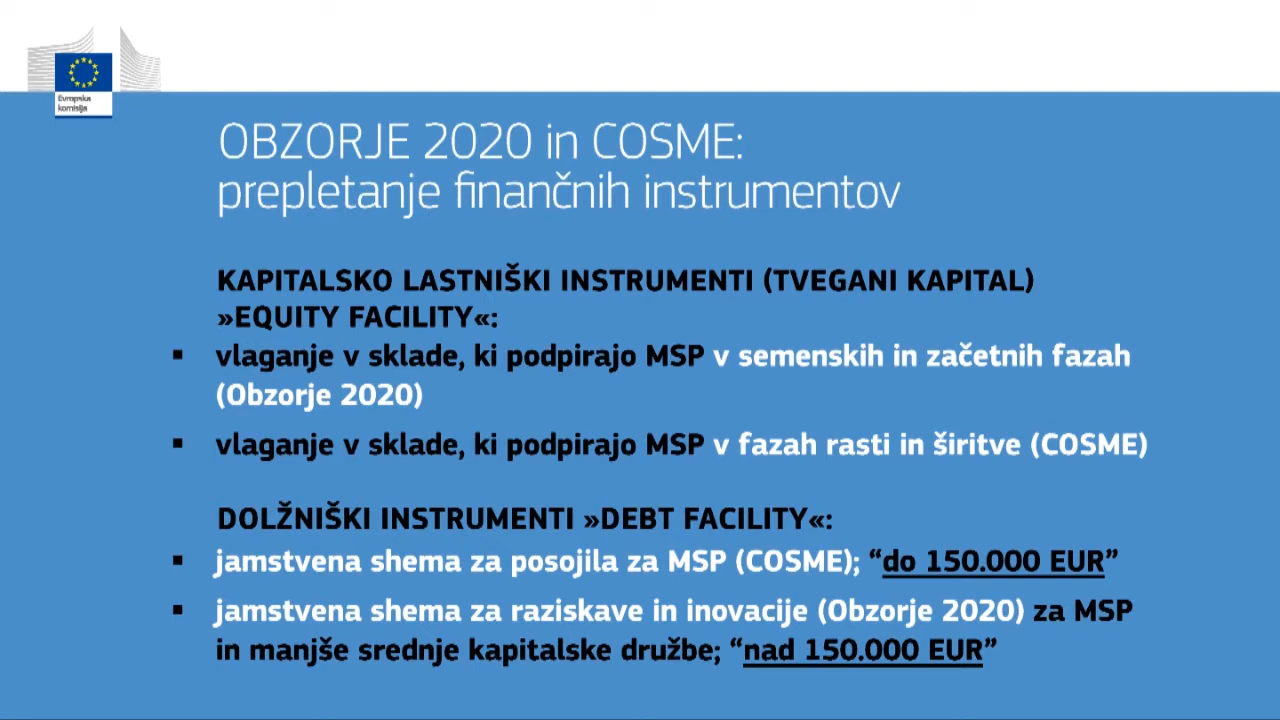 Evropska
komisija
OBZORJE 2020 in COSME:
prepletanje finančnih instrumentov
KAPITALSKO LASTNIŠKI INSTRUMENTI (TVEGANI KAPITAL)
»EQUITY FACILITY«:
▪ vlaganje v sklade, ki podpirajo MSP v semenskih in začetnih fazah
(Obzorje 2020)
▪ vlaganje v sklade, ki podpirajo MSP v fazah rasti in širitve (COSME)
DOLŽNIŠKI INSTRUMENTI »DEBT FACILITY«:
▪ jamstvena shema za posojila za MSP (COSME); “do 150.000 EUR”
▪ jamstvena shema za raziskave in inovacije (Obzorje 2020) za MSP
in manjše srednje kapitalske družbe; “nad 150.000 EUR”